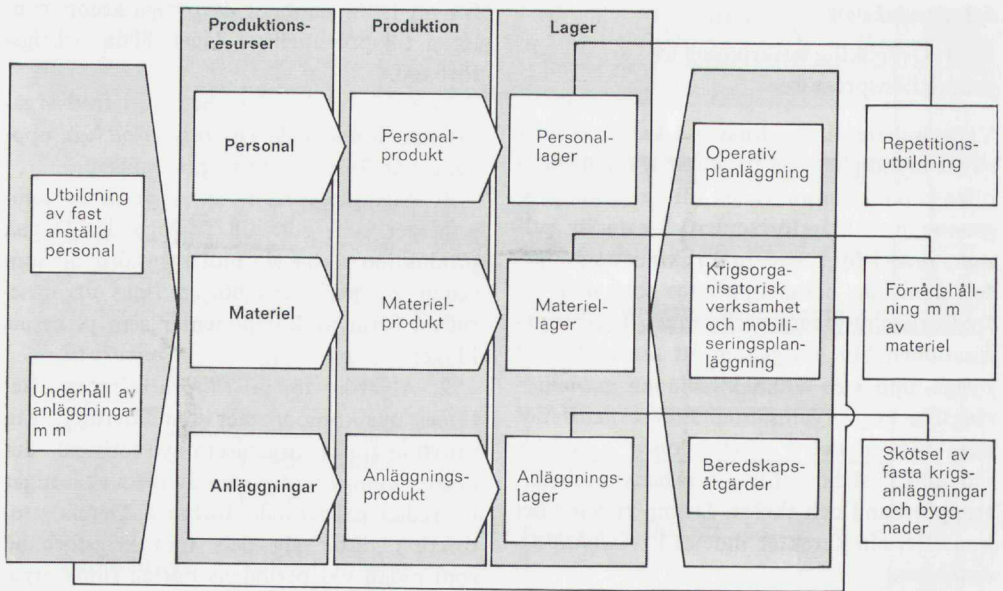 Produktions-
resurser
Produktion
Lager
Utbildning
av fast
anställd
personal
Underhåll av
anläggningar
m m
Personal
Personal-
produkt
Personal-
lager
Materiel
Materiel-
produkt
Materiel-
lager
Anläggningar
Anläggnings-
produkt
Anläggnings-
lager
Operativ
planläggning
Krigsorga-
nisatorisk
verksamhet
och mobili-
seringsplan-
läggning
Beredskaps-
åtgärder
Repetitions-
utbildning
Förrådshåll-
ning m m
av
materiel
Skötsel av
fasta krigs-
anläggningar
och bygg-
nader